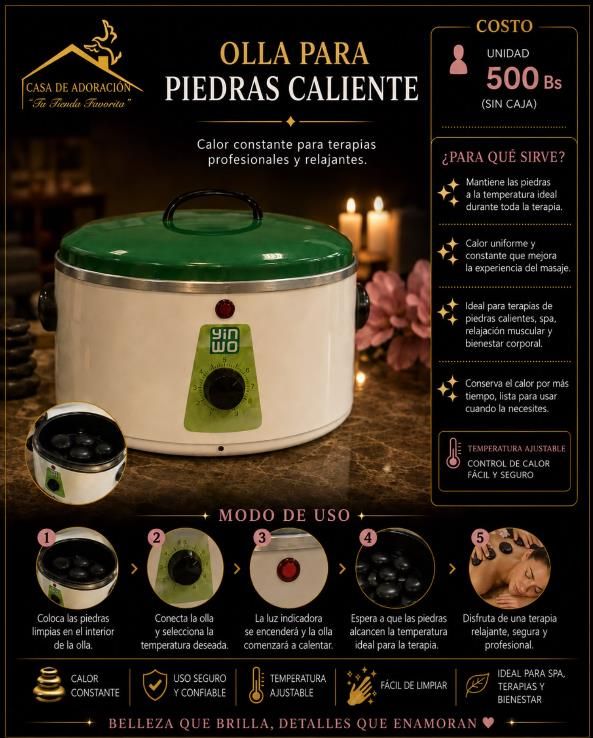 CASA DE ADORACIÓN
"Tu Tienda Favorita"
OLLA PARA
PIEDRAS CALIENTE
Calor constante para terapias
profesionales y relajantes.
COSTO
UNIDAD
500 Bs
(SIN CAJA)
¿PARA QUÉ SIRVE?
Mantiene las piedras
a la temperatura ideal
durante toda la terapia.
Calor uniforme y
constante que mejora
la experiencia del masaje.
Ideal para terapias de
piedras calientes, spa,
relajación muscular y
bienestar corporal.
Conserva el calor por más
tiempo, lista para usar
cuando la necesites.
TEMPERATURA AJUSTABLE
CONTROL DE CALOR
FÁCIL Y SEGURO
yin
wo
MODO DE USO
1
Coloca las piedras
limpias en el interior
de la olla.
2
Conecta la olla
y selecciona la
temperatura deseada.
3
La luz indicadora
se encenderá y la olla
comenzará a calentar.
4
Espera a que las piedras
alcancen la temperatura
ideal para la terapia.
5
Disfruta de una terapia
relajante, segura y
profesional.
CALOR
CONSTANTE
USO SEGURO
Y CONFIABLE
TEMPERATURA
AJUSTABLE
FÁCIL DE LIMPIAR
IDEAL PARA SPA,
TERAPIAS Y
BIENESTAR
BELLEZA QUE BRILLA, DETALLES QUE ENAMORAN